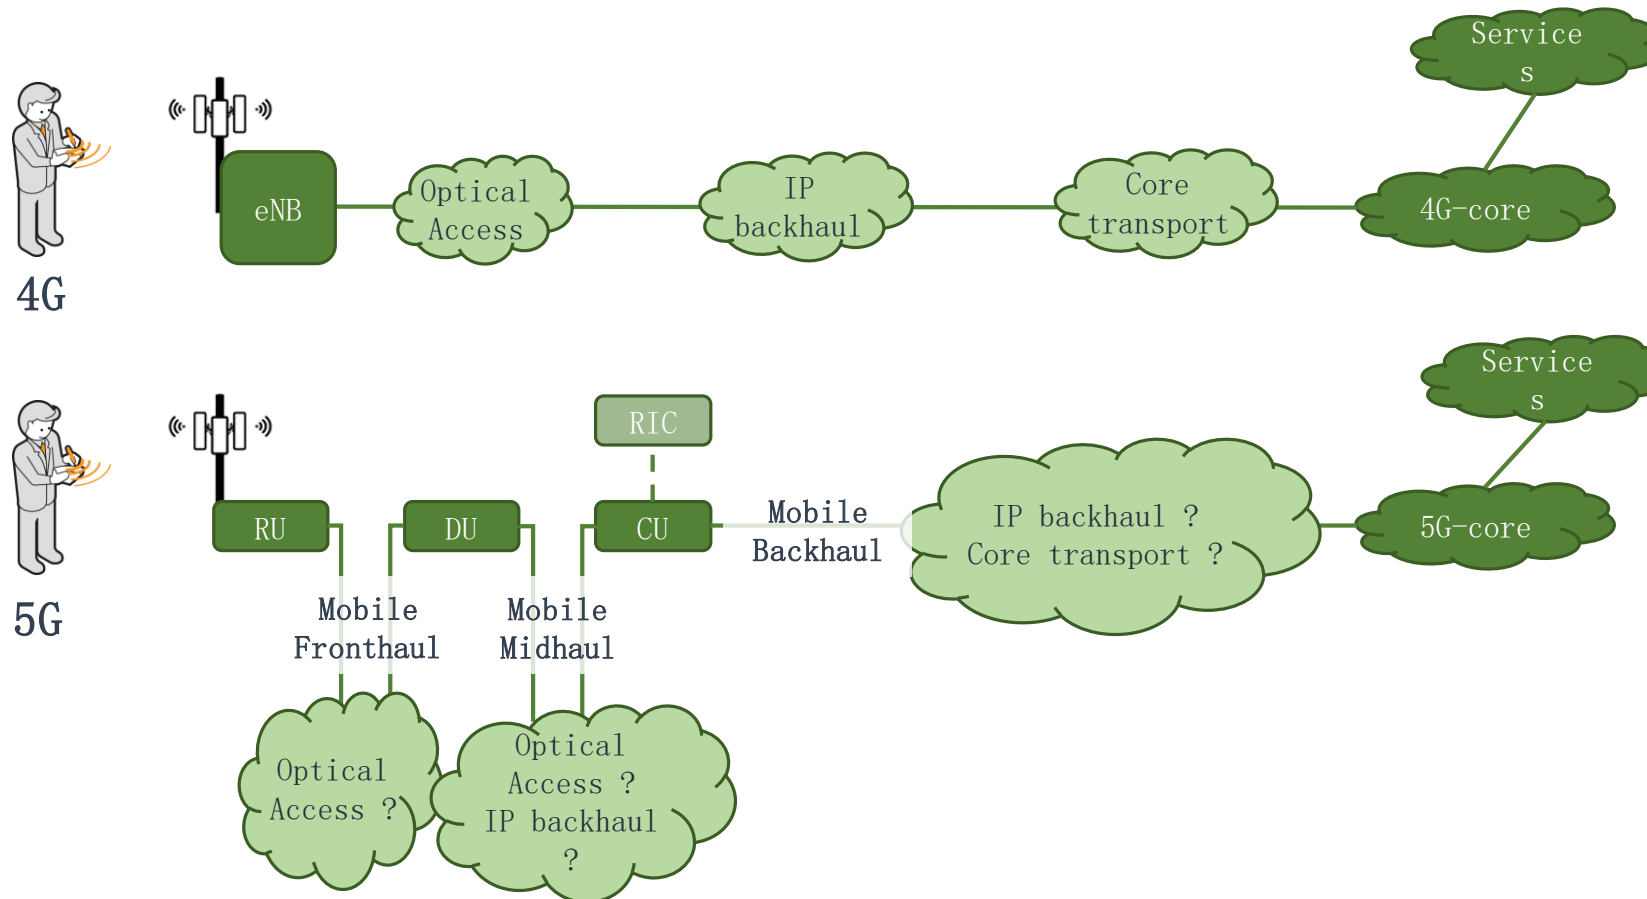 Service
s
Optical
Access
IP
backhaul
Core
transport
eNB
4G-core
4G
Service
s
RIC
RU
DU
CU
Mobile
Backhaul
IP backhaul ?
Core transport ?
5G-core
5G
Mobile
Fronthaul
Mobile
Midhaul
Optical
Access ?
Optical
Access ?
IP backhaul
?